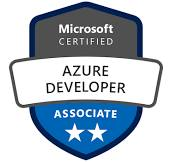 Microsoft
CERTIFIED
AZURE
DEVELOPER
ASSOCIATE